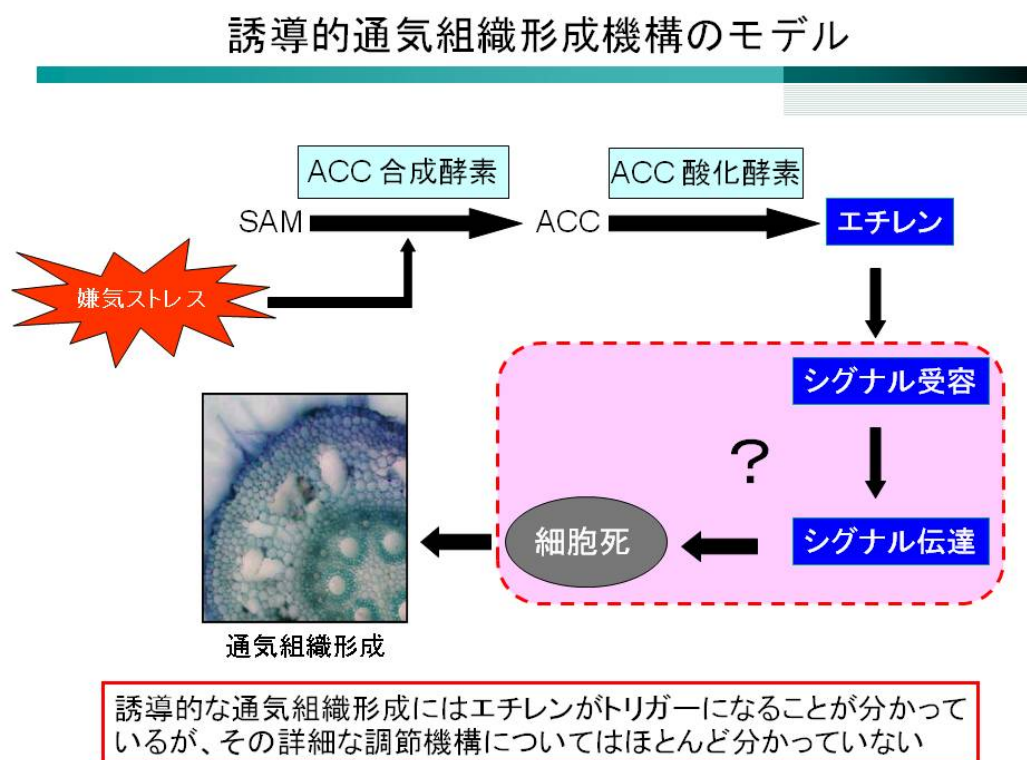 誘導的通気組織形成機構のモデル
ACC 合成酵素
ACC 酸化酵素
SAM
ACC
エチレン
嫌気ストレス
シグナル受容
?
シグナル伝達
細胞死
通気組織形成
誘導的な通気組織形成にはエチレンがトリガーになることが分かって
いるが、その詳細な調節機構についてはほとんど分かっていない